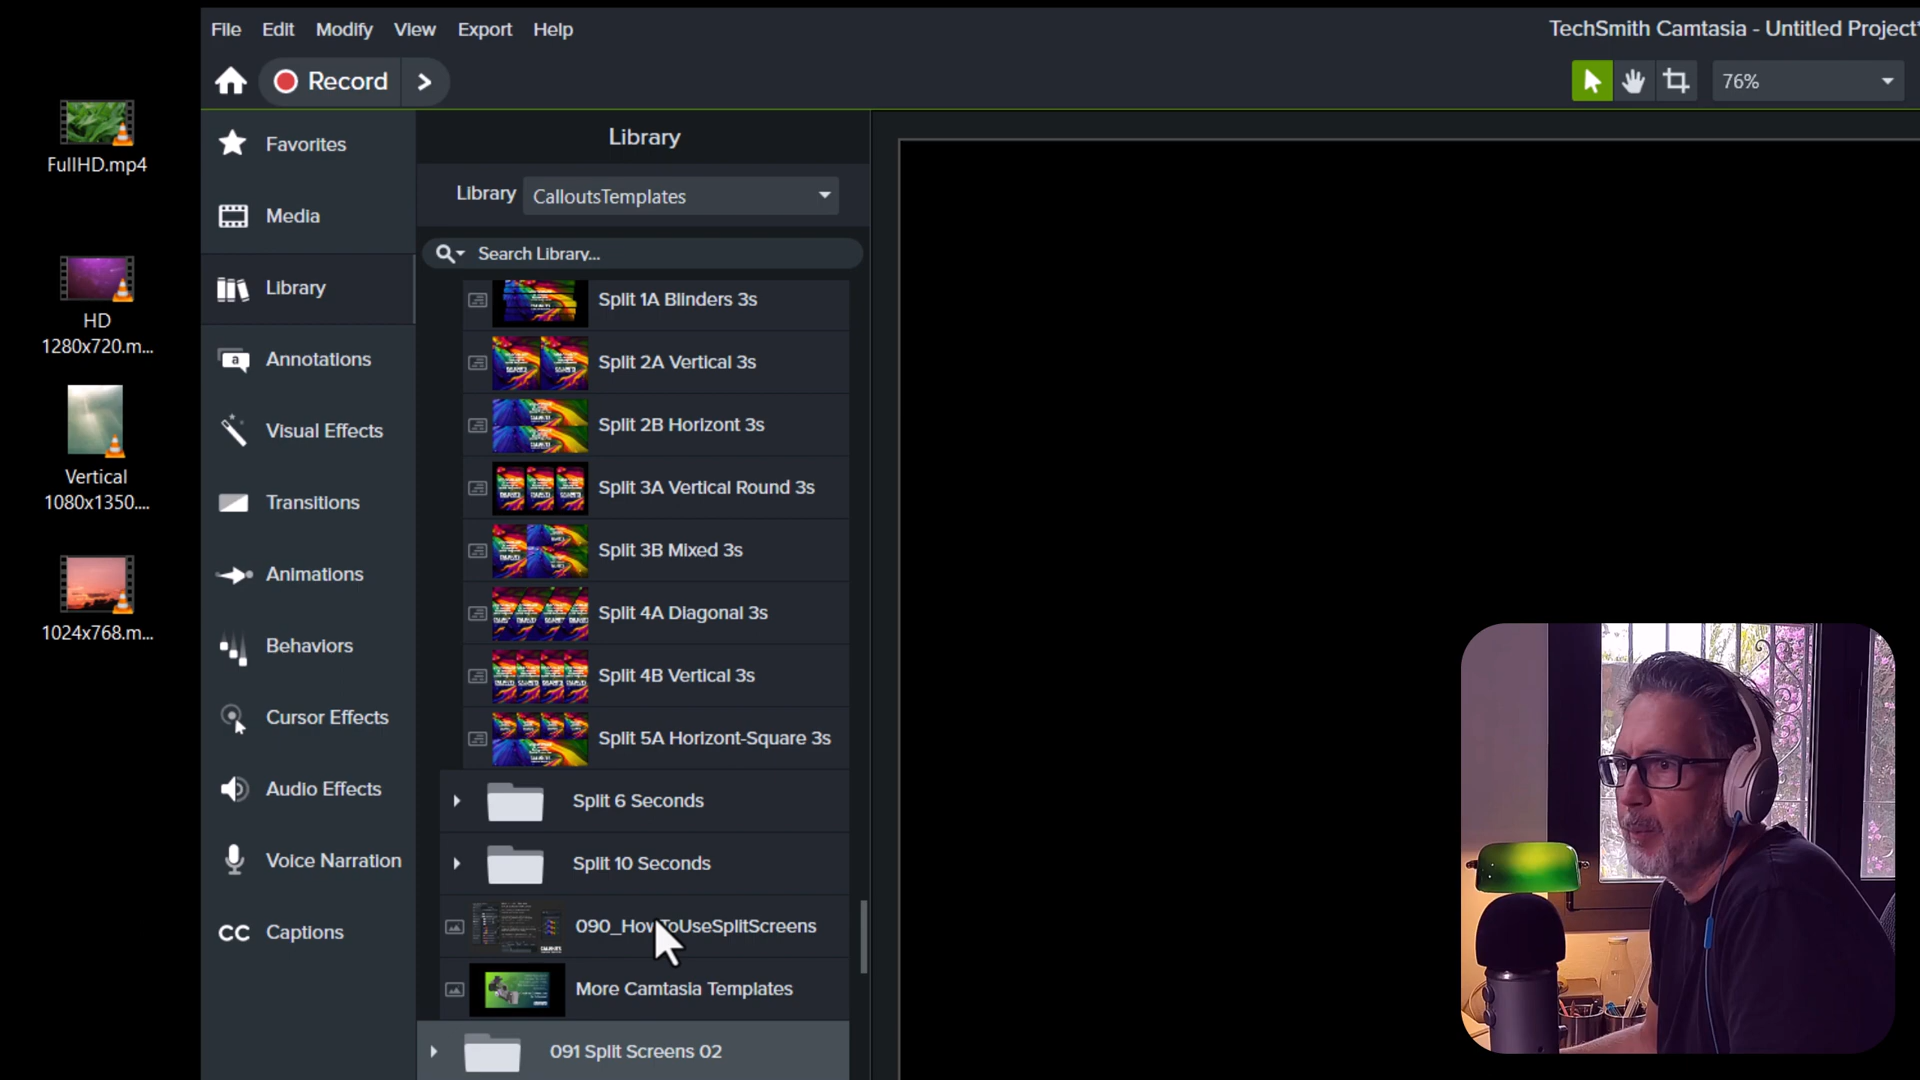 File Edit Modify View Export Help
TechSmith Camtasia - Untitled Project*
Record
76%
FullHD.mp4
HD
1280x720.m...
Vertical
1080x1350....
1024x768.m...
Favorites
Media
Library
Annotations
Visual Effects
Transitions
Animations
Behaviors
Cursor Effects
Audio Effects
Voice Narration
CC Captions
Library
Library CalloutsTemplates
Search Library...
Split 1A Blinders 3s
Split 2A Vertical 3s
Split 2B Horizont 3s
Split 3A Vertical Round 3s
Split 3B Mixed 3s
Split 4A Diagonal 3s
Split 4B Vertical 3s
Split 5A Horizont-Square 3s
Split 6 Seconds
Split 10 Seconds
090_HowToUseSplitScreens
More Camtasia Templates
091 Split Screens 02